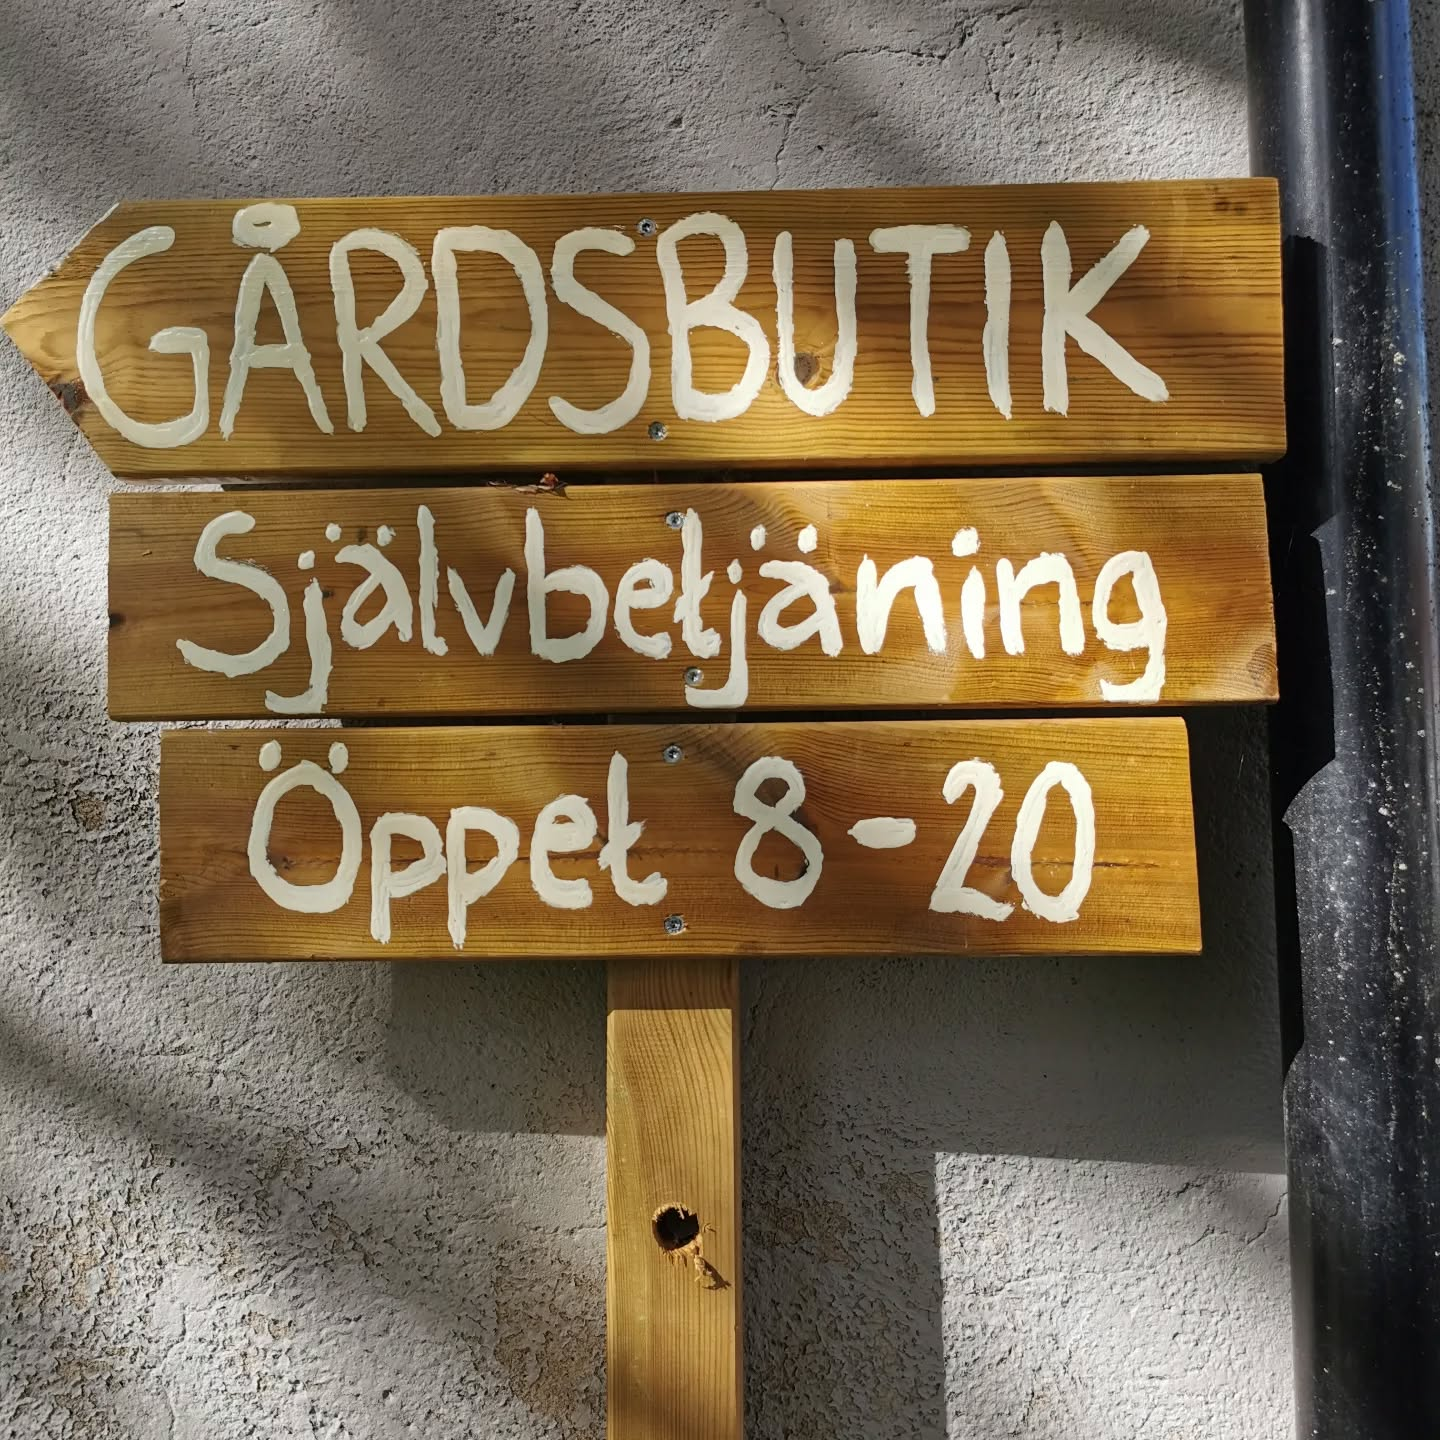 GÅRDSBUTIK
Självbetjäning
Öppet 8-20